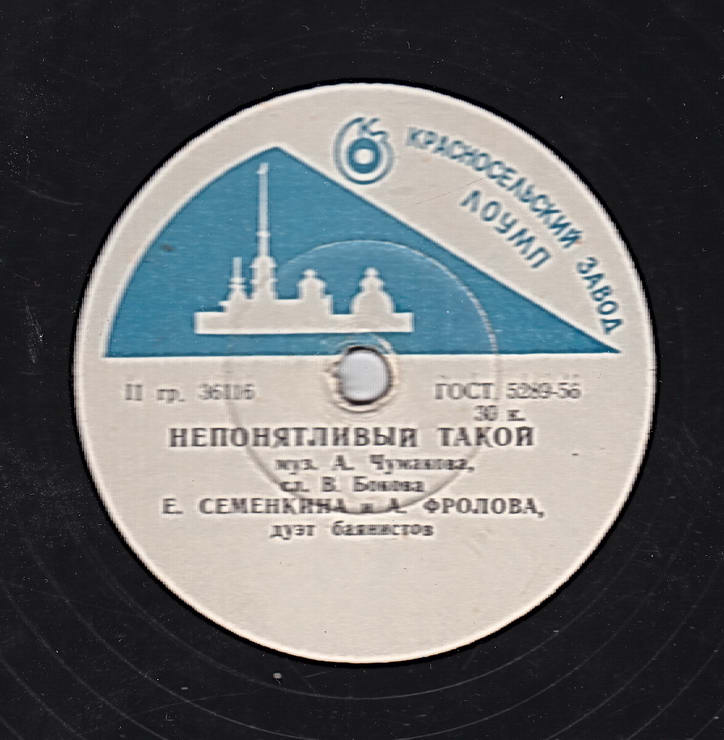 КРАСНОСЕЛЬСКИЙ ЗАВОД
ЛОУМП
II гр. 36116
ГОСТ 5289-56
30 к.
НЕПОНЯТЛИВЫЙ ТАКОЙ
муз. А. Чумакова,
сл. В. Бокова
Е. СЕМЕНКИНА и А. ФРОЛОВА,
дуэт баянистов